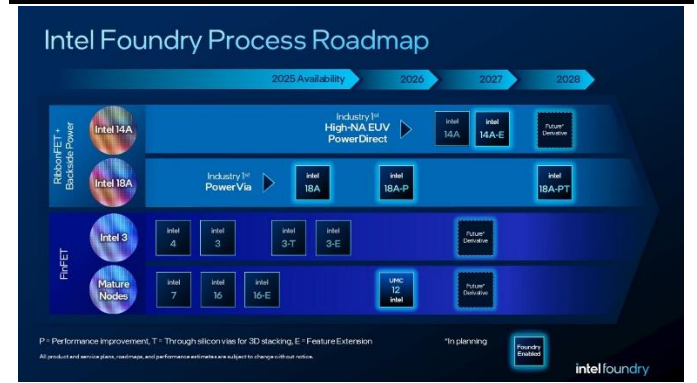 Intel Foundry Process Roadmap
2025 Availability 2026 2027 2028
RibbonFET +
Backside Power
Intel 14A
Industry 1st
High-NA EUV
PowerDirect
intel
14A
intel
14A-E
Future*
Derivative
Intel 18A
Industry 1st
PowerVia
intel
18A
intel
18A-P
intel
18A-PT
FinFET
Intel 3
intel
4
intel
3
intel
3-T
intel
3-E
Future*
Derivative
Mature
Nodes
intel
7
intel
16
intel
16-E
UMC
12
intel
Future*
Derivative
P = Performance improvement, T = Through silicon vias for 3D stacking, E = Feature Extension
*In planning
Foundry
Enabled
All product and service plans, roadmaps, and performance estimates are subject to change without notice.
intel foundry